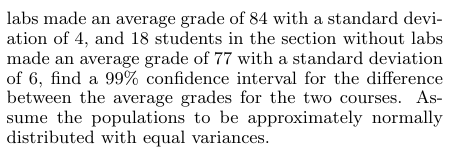 labs made an average grade of 84 with a standard devi-
ation of 4, and 18 students in the section without labs
made an average grade of 77 with a standard deviation
of 6, find a 99% confidence interval for the difference
between the average grades for the two courses. As-
sume the populations to be approximately normally
distributed with equal variances.